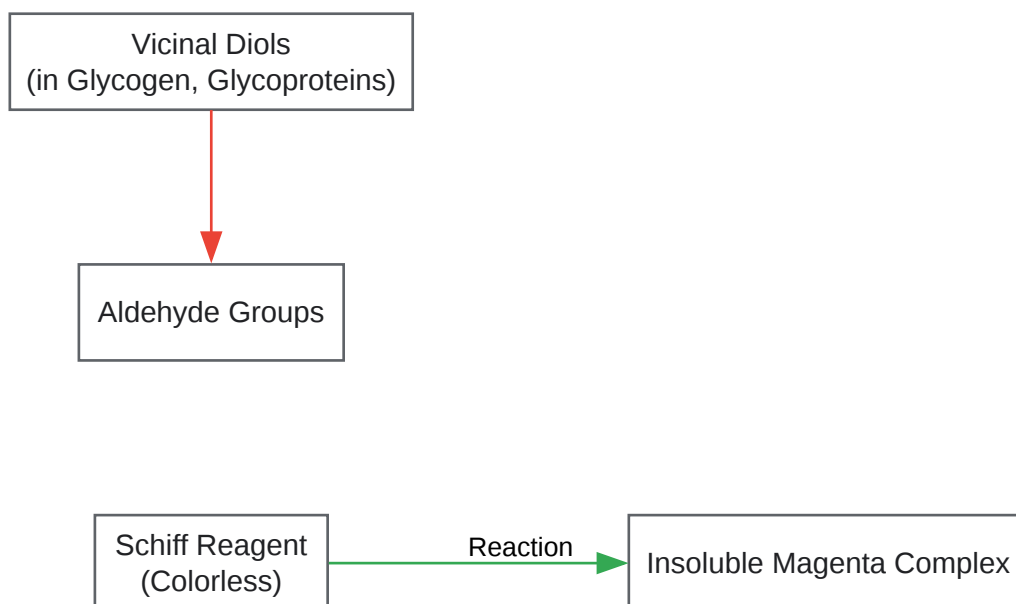 Vicinal Diols
(in Glycogen, Glycoproteins)
Aldehyde Groups
Schiff Reagent
(Colorless)
Reaction
Insoluble Magenta Complex